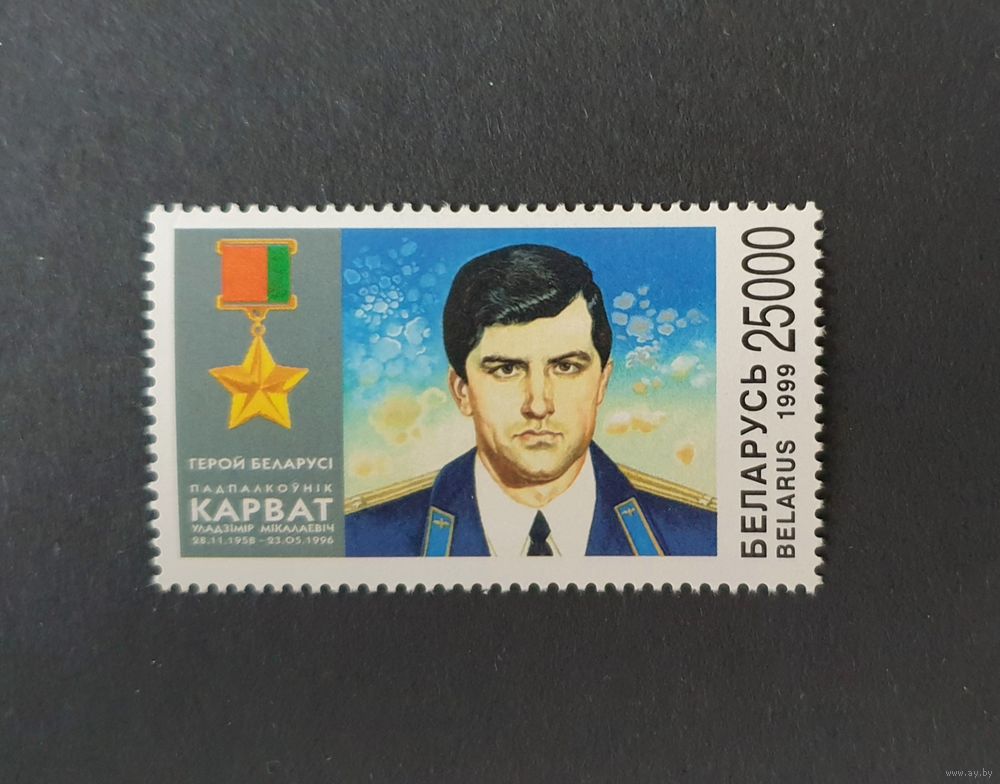 ГЕРОЙ БЕЛАРУСІ
ПАДПАЛКОЎНІК
КАРВАТ
УЛАДЗІМІР МІКАЛАЕВІЧ
28.11.1958 – 23.05.1996
БЕЛАРУСЬ 25000
BELARUS 1999
www.ay.by